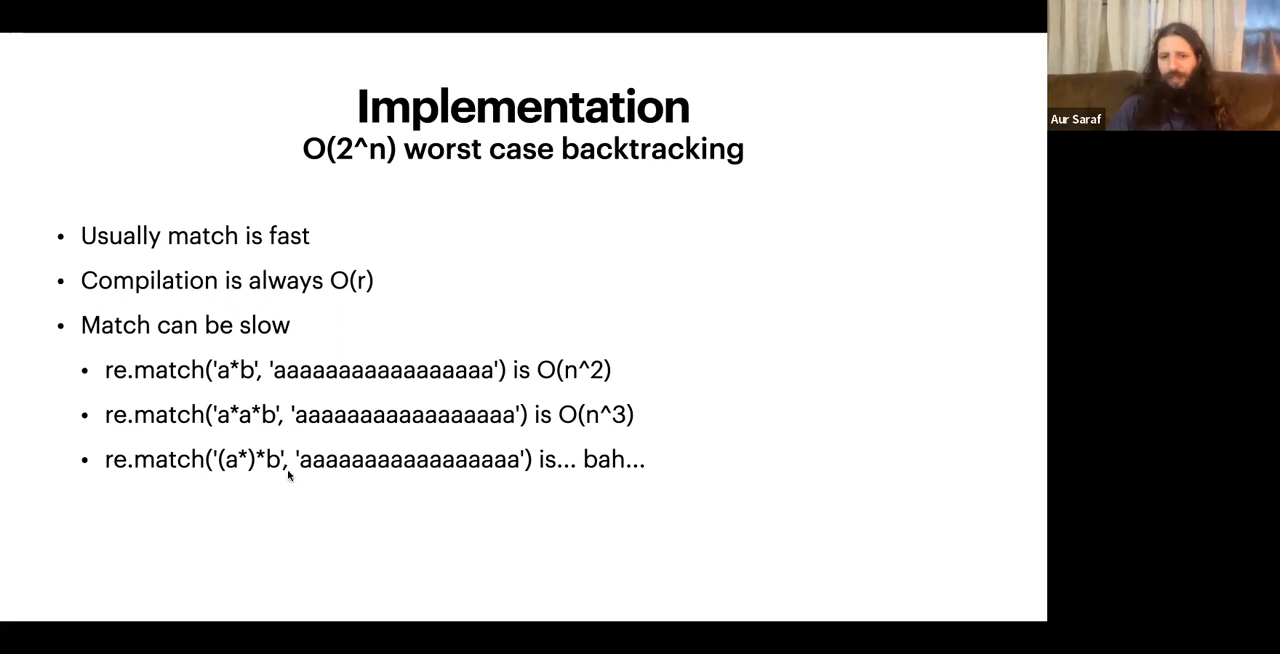 Implementation
O(2^n) worst case backtracking
• Usually match is fast
• Compilation is always O(r)
• Match can be slow
• re.match('a*b', 'aaaaaaaaaaaaaaaaa') is O(n^2)
• re.match('a*a*b', 'aaaaaaaaaaaaaaaaa') is O(n^3)
• re.match('(a*)*b', 'aaaaaaaaaaaaaaaaa') is... bah...
Aur Saraf